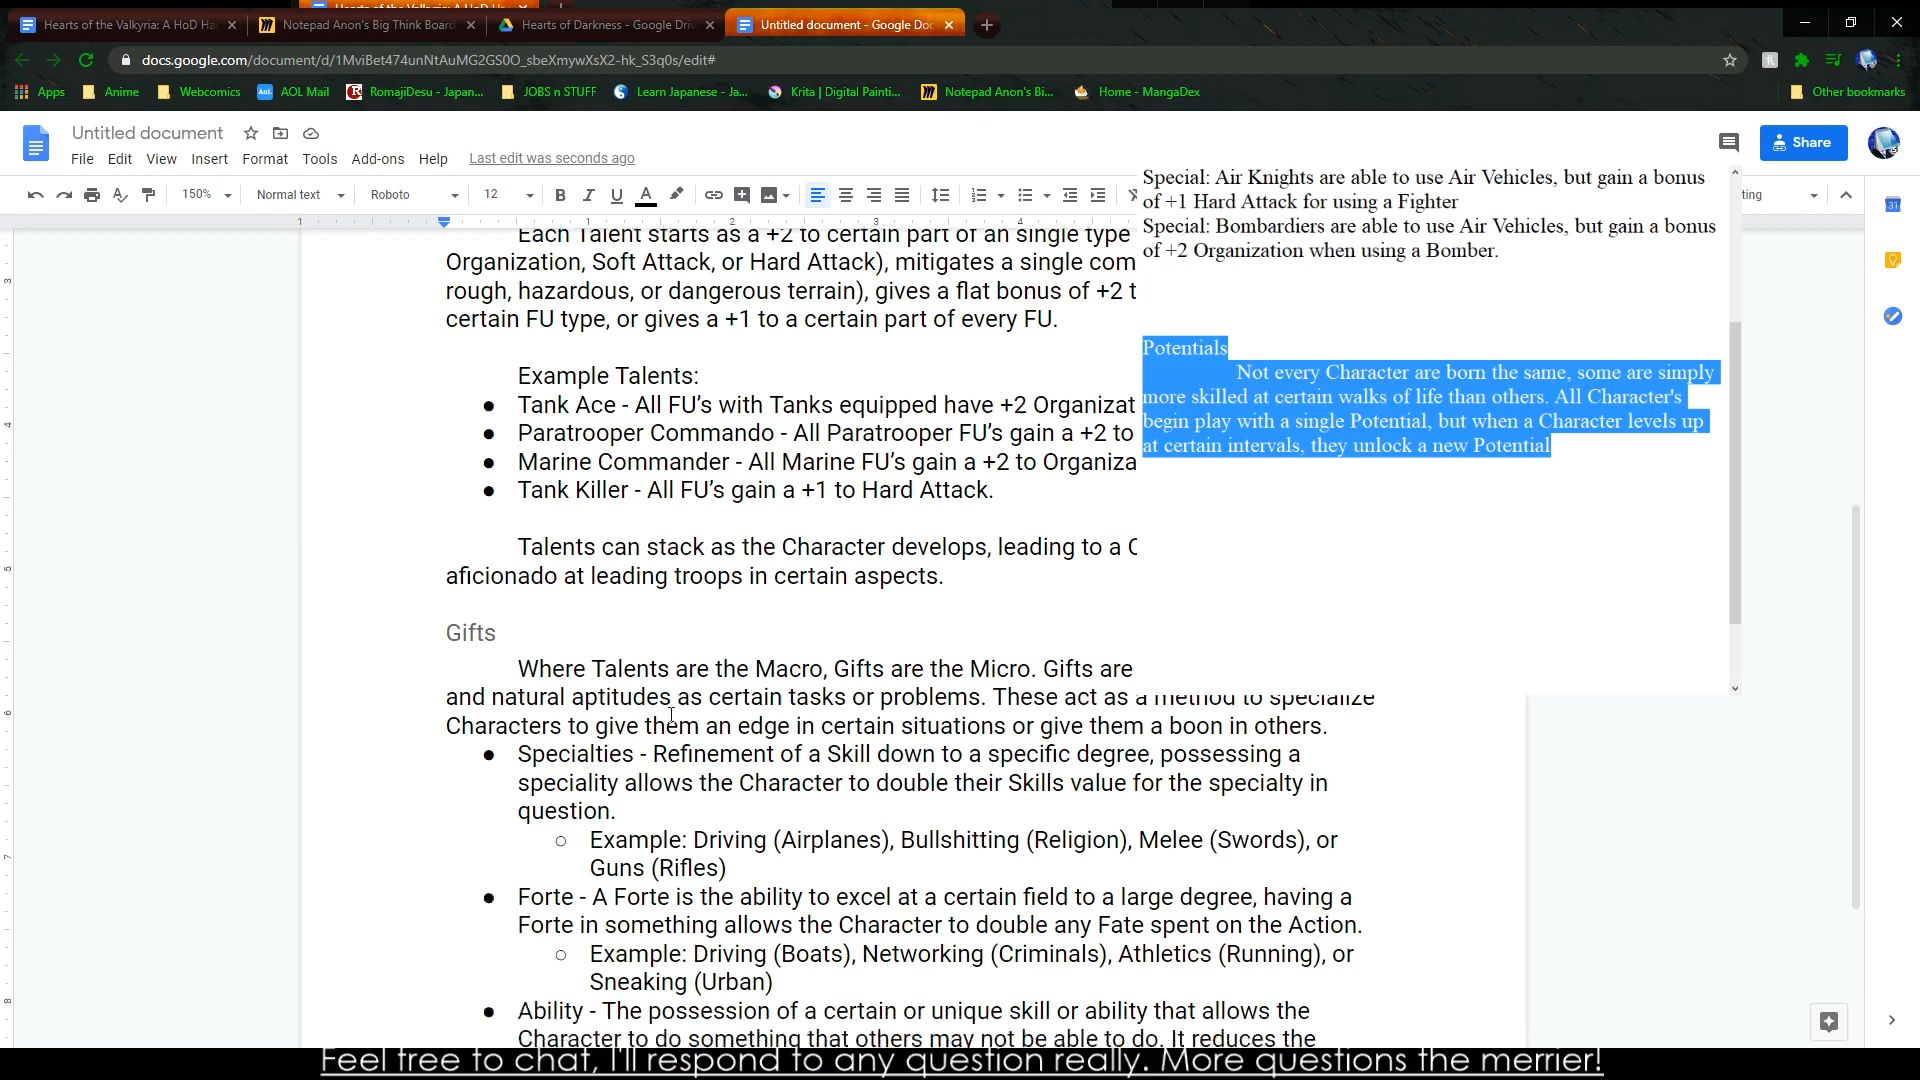 Hearts of the Valkyria: A HoD Ha
Notepad Anon's Big Think Board
Hearts of Darkness - Google Driv
Untitled document - Google Doc
docs.google.com/document/d/1MviBet474unNtAuMG2GS0O_sbeXmywXsX2-hk_S3q0s/edit#
Apps
Anime
Webcomics
AOL Mail
RomajiDesu - Japan...
JOBS n STUFF
Learn Japanese - Ja...
Krita | Digital Painti...
Notepad Anon's Bi...
Home - MangaDex
Other bookmarks
Untitled document
File Edit View Insert Format Tools Add-ons Help Last edit was seconds ago
Share
150% Normal text Roboto 12
ting
Special: Air Knights are able to use Air Vehicles, but gain a bonus
of +1 Hard Attack for using a Fighter
Special: Bombardiers are able to use Air Vehicles, but gain a bonus
of +2 Organization when using a Bomber.
Potentials
Not every Character are born the same, some are simply
more skilled at certain walks of life than others. All Character's
begin play with a single Potential, but when a Character levels up
at certain intervals, they unlock a new Potential
Each Talent starts as a +2 to certain part of an single type
Organization, Soft Attack, or Hard Attack), mitigates a single com
rough, hazardous, or dangerous terrain), gives a flat bonus of +2 t
certain FU type, or gives a +1 to a certain part of every FU.
Example Talents:
● Tank Ace - All FU's with Tanks equipped have +2 Organizat
● Paratrooper Commando - All Paratrooper FU's gain a +2 to
● Marine Commander - All Marine FU's gain a +2 to Organiza
● Tank Killer - All FU's gain a +1 to Hard Attack.
Talents can stack as the Character develops, leading to a C
aficionado at leading troops in certain aspects.
Gifts
Where Talents are the Macro, Gifts are the Micro. Gifts are
and natural aptitudes as certain tasks or problems. These act as a method to specialize
Characters to give them an edge in certain situations or give them a boon in others.
● Specialties - Refinement of a Skill down to a specific degree, possessing a
speciality allows the Character to double their Skills value for the specialty in
question.
○ Example: Driving (Airplanes), Bullshitting (Religion), Melee (Swords), or
Guns (Rifles)
● Forte - A Forte is the ability to excel at a certain field to a large degree, having a
Forte in something allows the Character to double any Fate spent on the Action.
○ Example: Driving (Boats), Networking (Criminals), Athletics (Running), or
Sneaking (Urban)
● Ability - The possession of a certain or unique skill or ability that allows the
Character to do something that others may not be able to do. It reduces the
Feel free to chat, I'll respond to any question really. More questions the merrier!